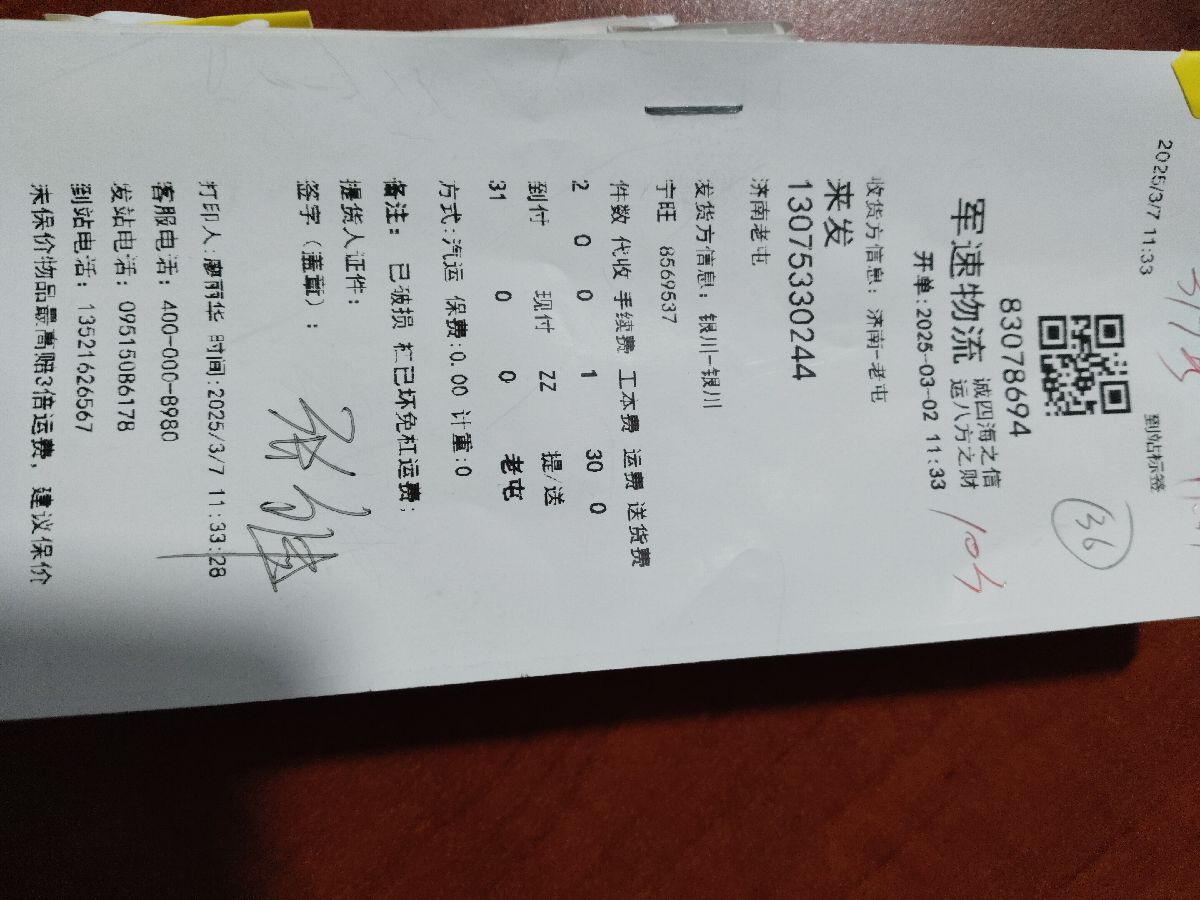 2025/3/7 11:33
到站标签
36
83078694
军速物流 诚四海之信
运八方之财
开单:2025-03-02 11:33
收货方信息: 济南-老屯
来发
13075330244
济南老屯
发货方信息: 银川-银川
宁旺 8569537
件数 代收 手续费 工本费 运费 送货费
2 0 0 1 30 0
到付 现付 ZZ 提/送
31 0 0 老屯
方式:汽运 保费:0.00 计重:0
备注: 已破损 杠已坏免杠运费;
提货人证件:
签字(盖章):
打印人:廖丽华 时间:2025/3/7 11:33:28
客服电话: 400-000-8980
发站电话: 09515086178
到站电话: 13521626567
未保价物品最高赔3倍运费, 建议保价